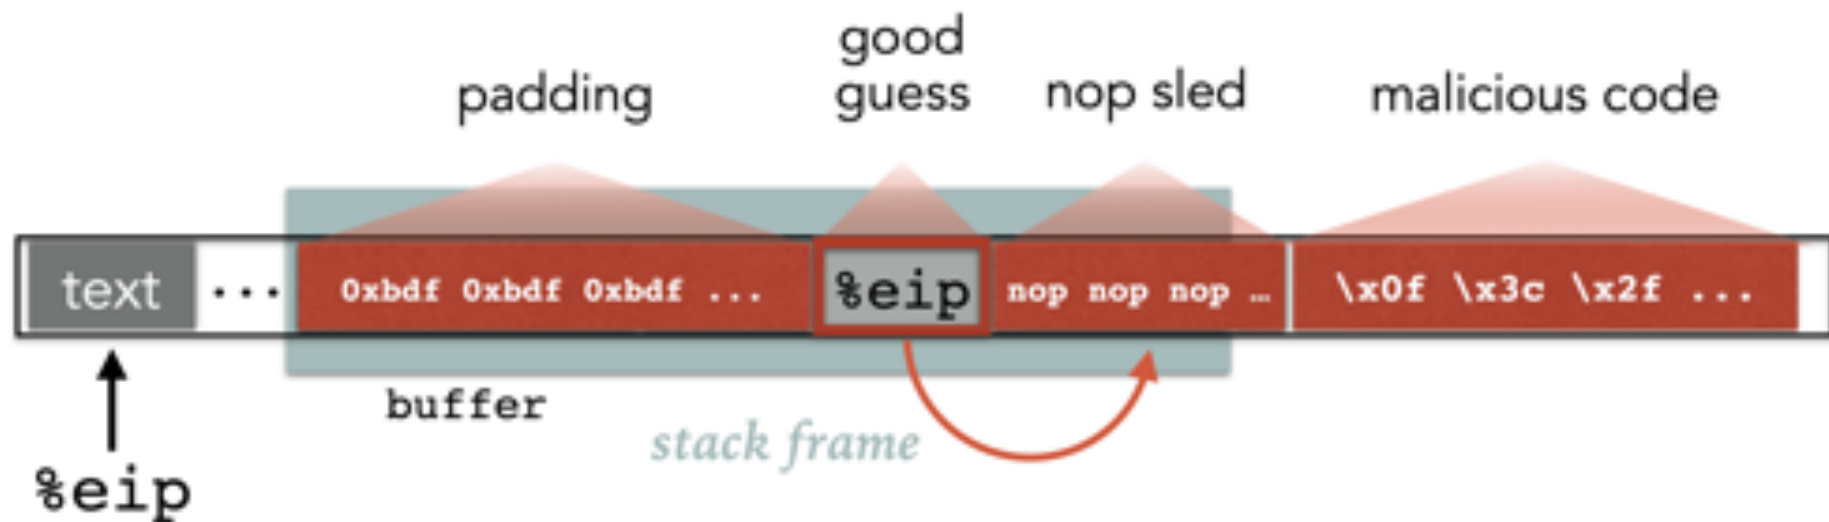 good
padding guess nop sled malicious code
text ... 0xbdf 0xbdf 0xbdf ... %eip nop nop nop … \x0f \x3c \x2f ...
buffer
stack frame
%eip